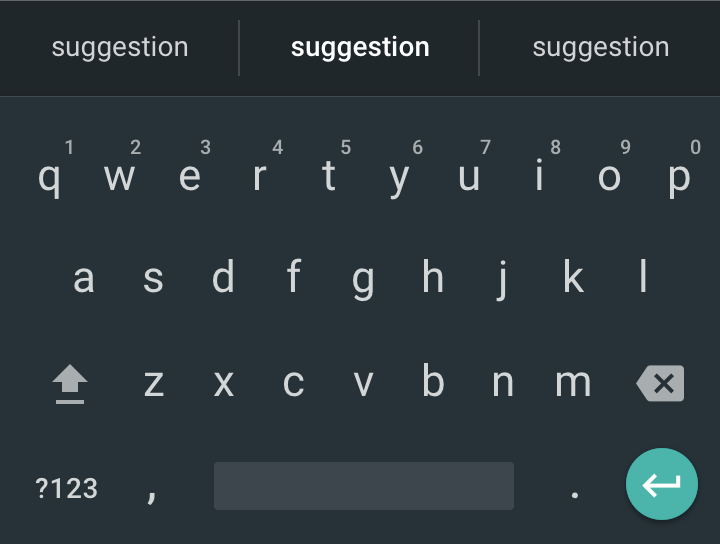 suggestion suggestion suggestion
1 2 3 4 5 6 7 8 9 0
q w e r t y u i o p
a s d f g h j k l
z x c v b n m
?123 , .